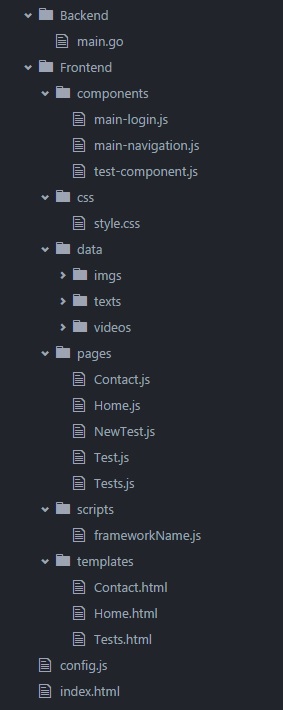 Backend
main.go
Frontend
components
main-login.js
main-navigation.js
test-component.js
css
style.css
data
imgs
texts
videos
pages
Contact.js
Home.js
NewTest.js
Test.js
Tests.js
scripts
frameworkName.js
templates
Contact.html
Home.html
Tests.html
config.js
index.html